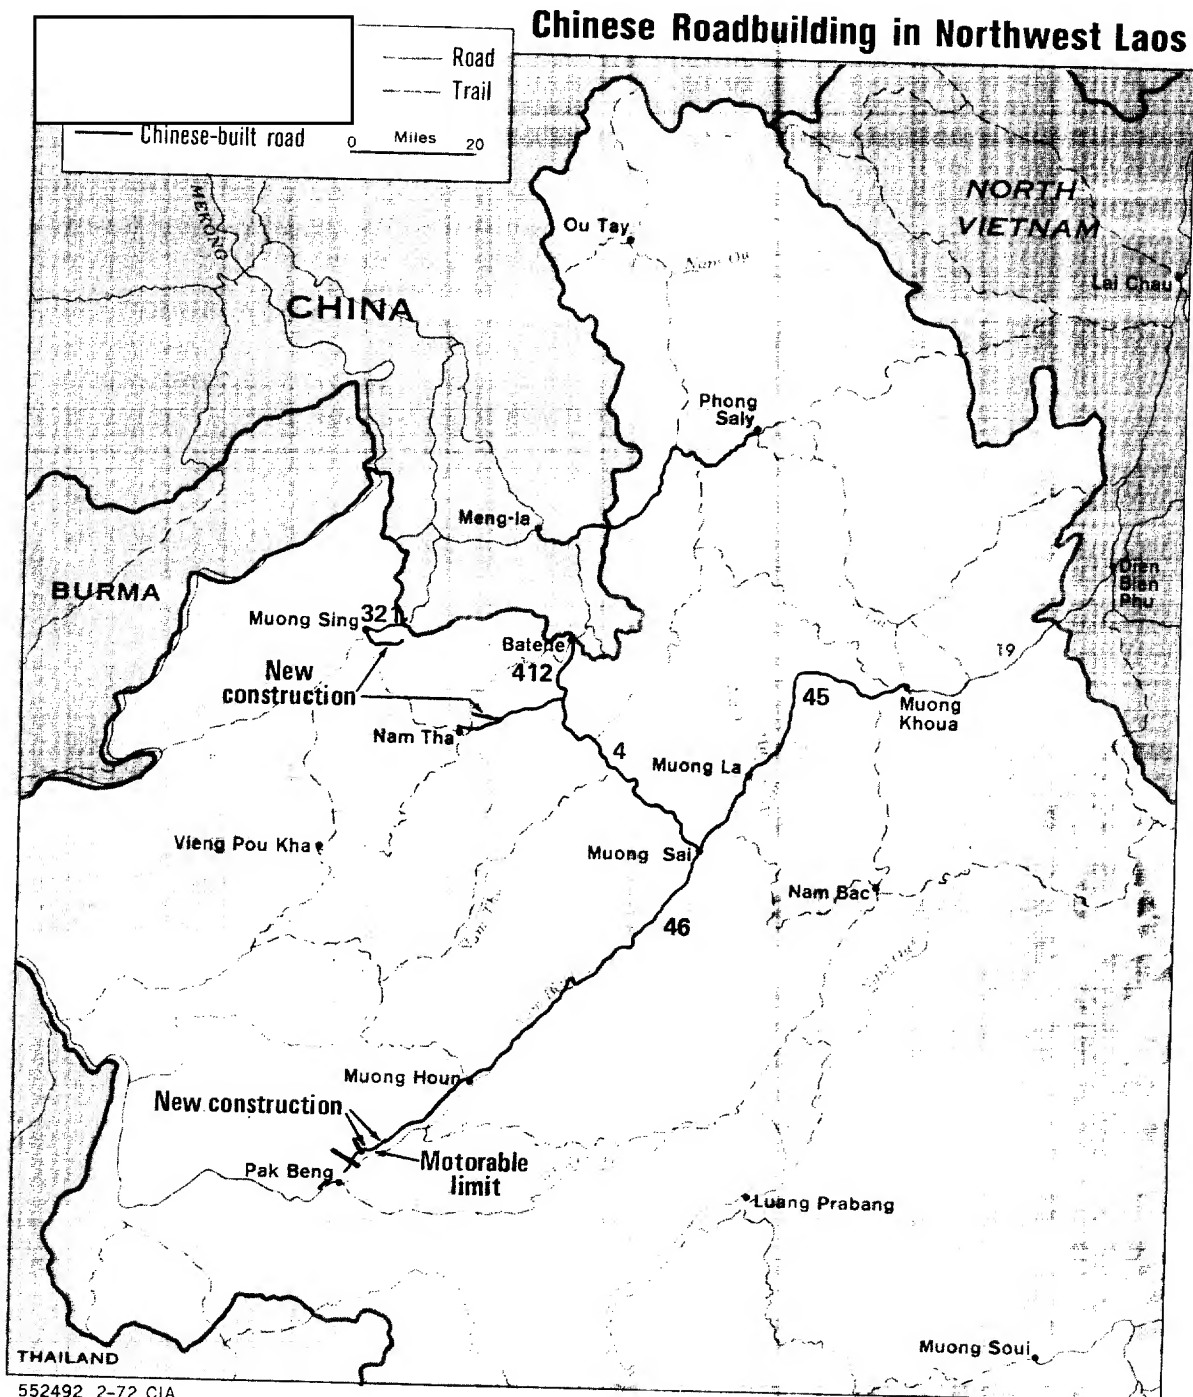 Chinese Roadbuilding in Northwest Laos
Road
Trail
Chinese-built road
0 Miles 20
MEKONG
NORTH
VIETNAM
Ou Tay
Nam Ou
Lai Chau
CHINA
Phong
Saly
Meng-la
BURMA
Dien
Bien
Phu
Muong Sing
321
Batene
19
412
New
construction
45
Muong
Khoua
Nam Tha
4
Muong La
Vieng Pou Kha
Muong Sai
Nam Bac
46
Nam Tha
Muong Houn
New construction
Motorable
limit
Pak Beng
Luang Prabang
Muong Soui
THAILAND
552492 2-72 CIA